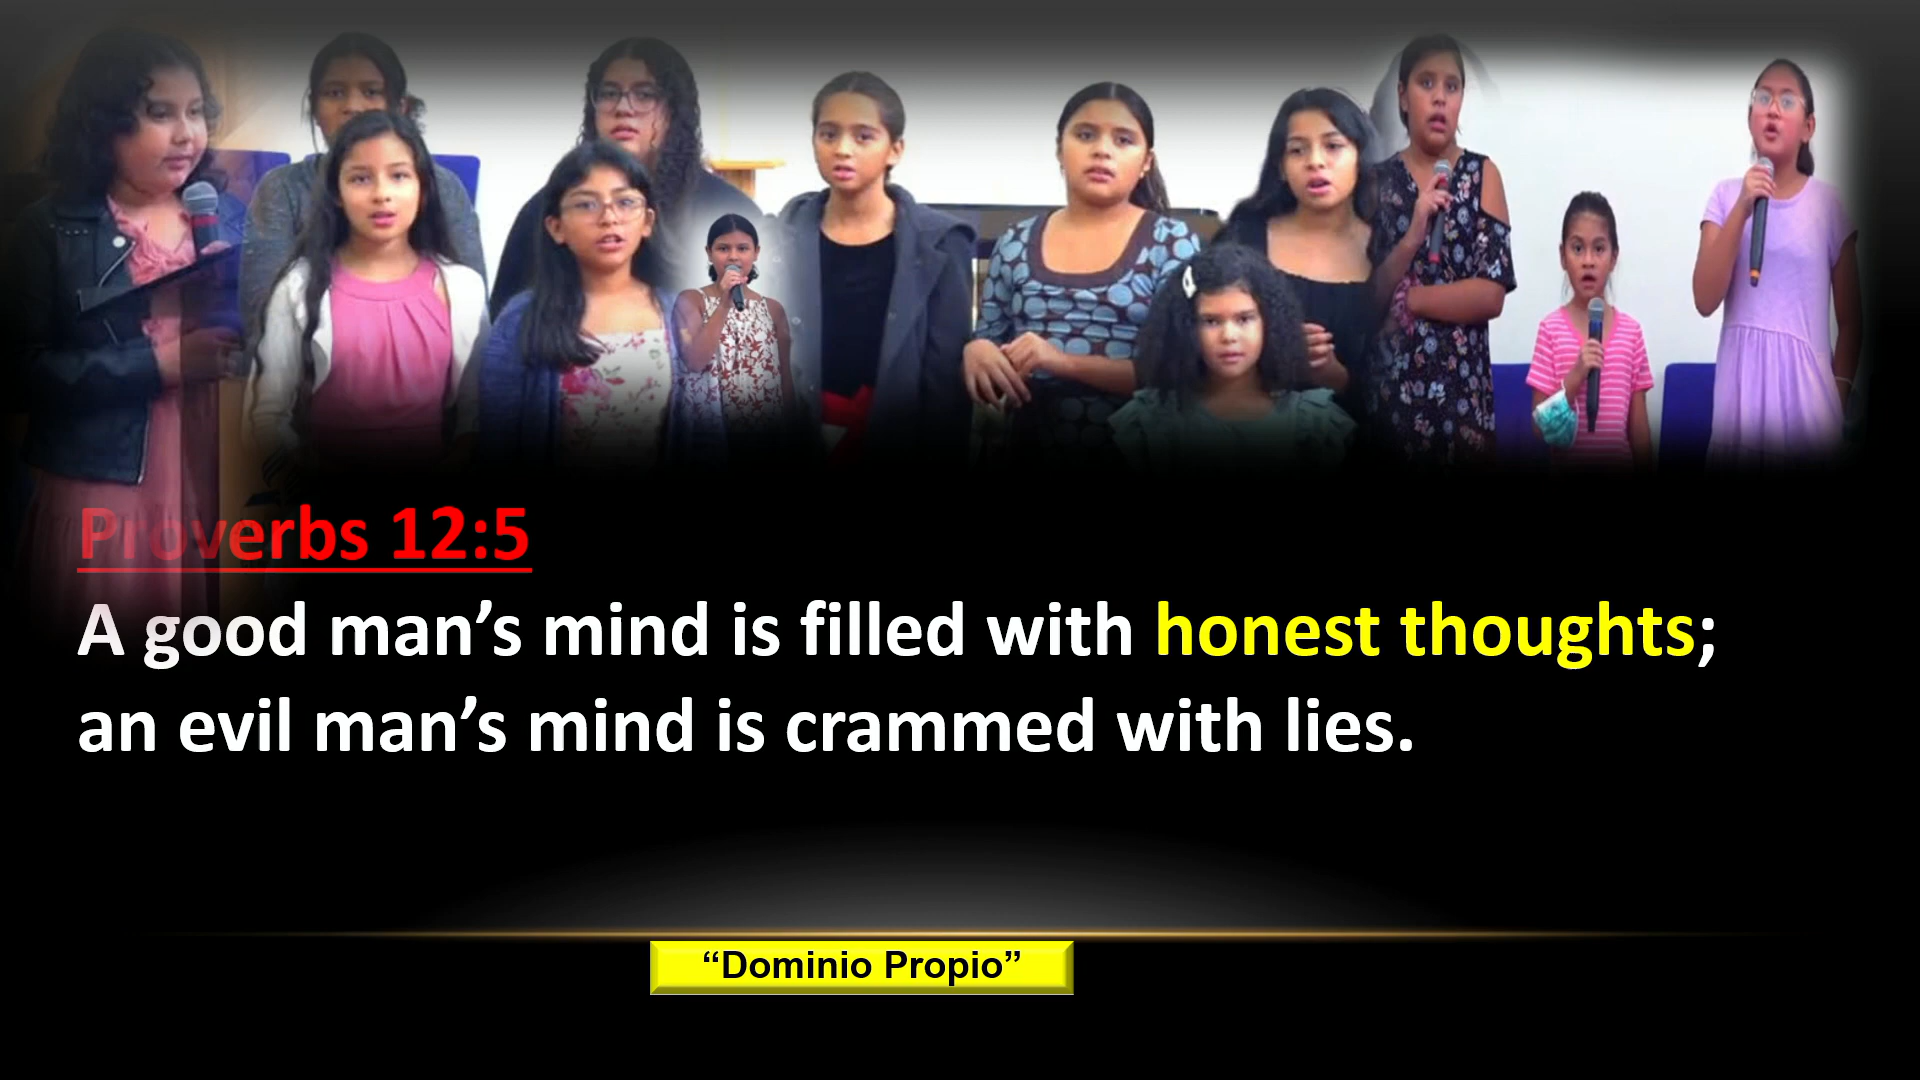 Proverbs 12:5
A good man’s mind is filled with honest thoughts;
an evil man’s mind is crammed with lies.
“Dominio Propio”